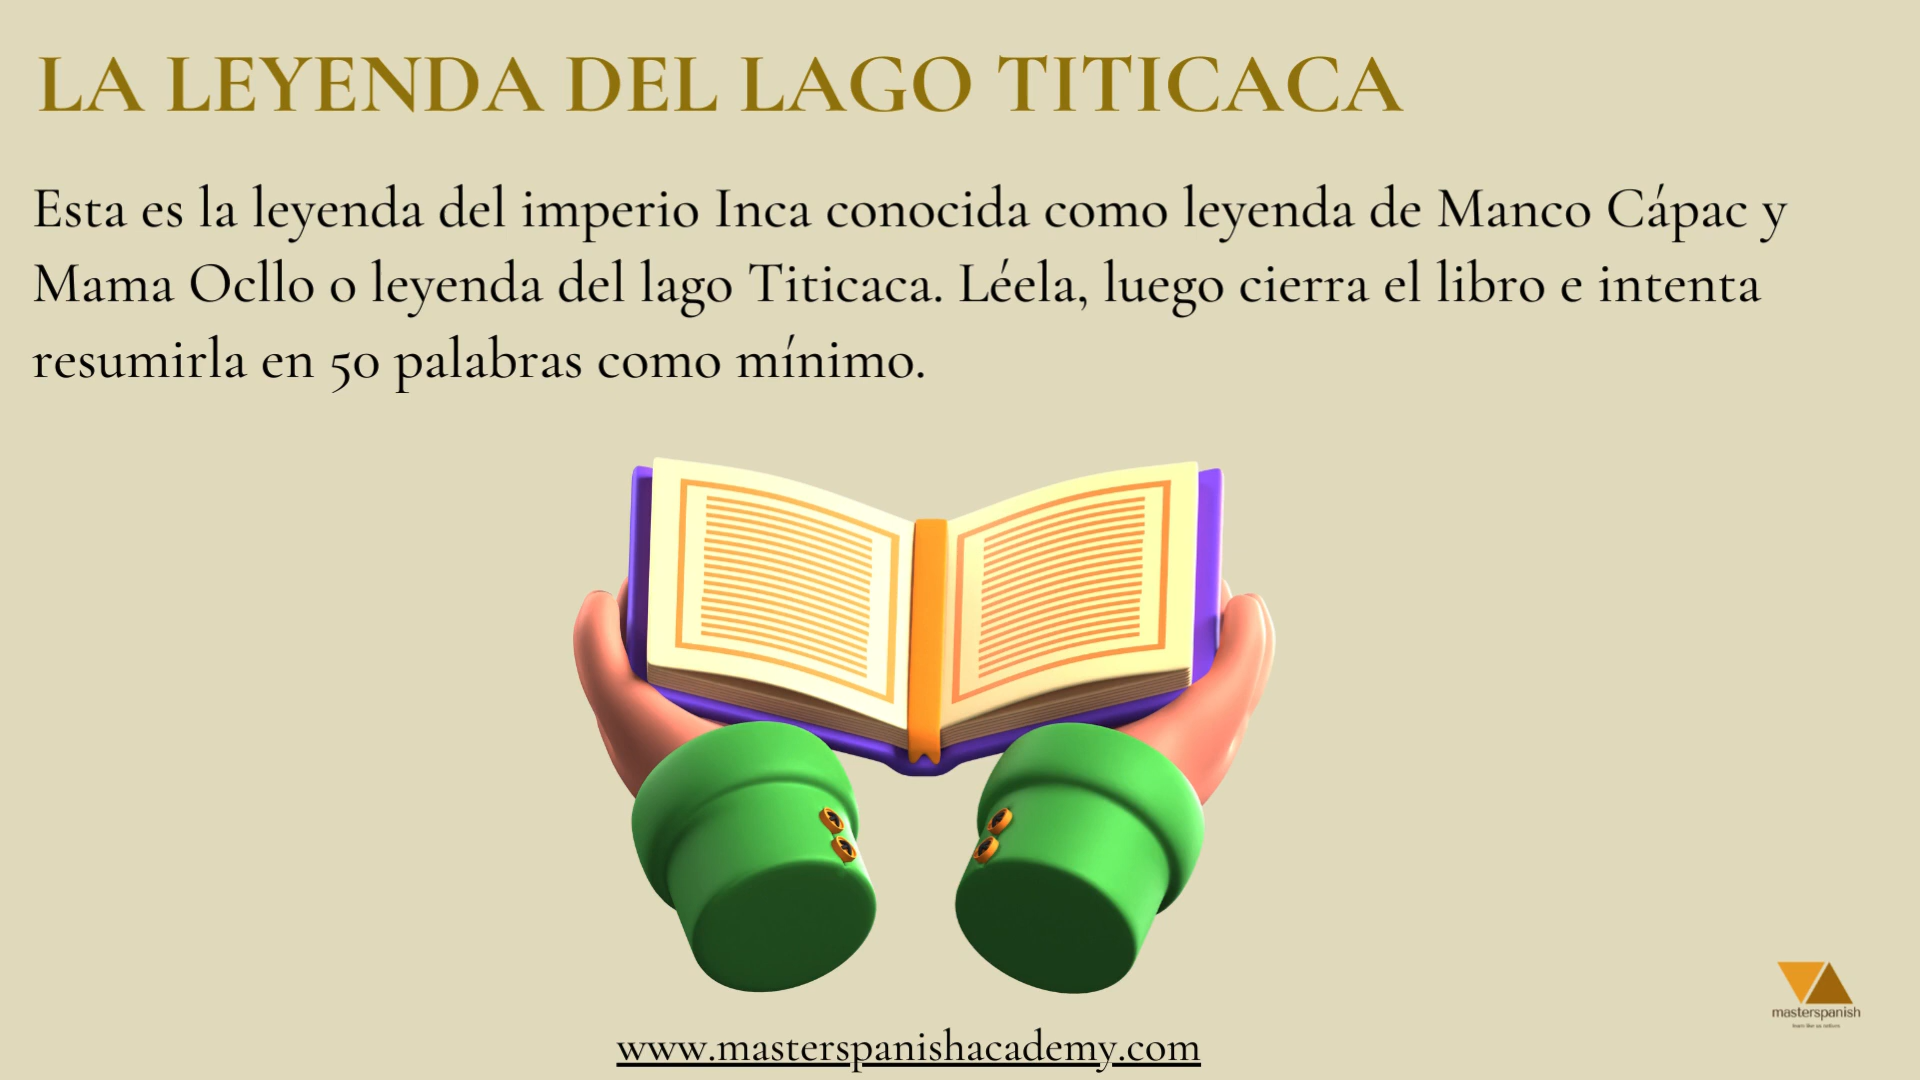 LA LEYENDA DEL LAGO TITICACA
Esta es la leyenda del imperio Inca conocida como leyenda de Manco Cápac y
Mama Ocllo o leyenda del lago Titicaca. Léela, luego cierra el libro e intenta
resumirla en 50 palabras como mínimo.
masterspanish
www.masterspanishacademy.com